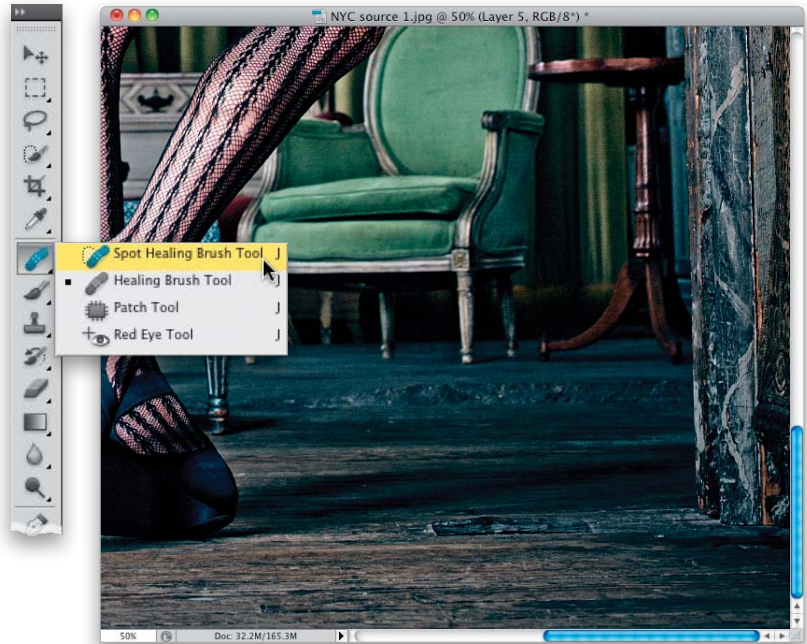 NYC source 1.jpg @ 50% (Layer 5, RGB/8*) *
Spot Healing Brush Tool J
Healing Brush Tool J
Patch Tool J
Red Eye Tool J
50% Doc: 32.2M/165.3M